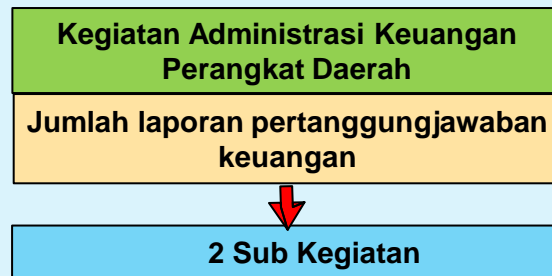 Kegiatan Administrasi Keuangan
Perangkat Daerah
Jumlah laporan pertanggungjawaban
keuangan
2 Sub Kegiatan